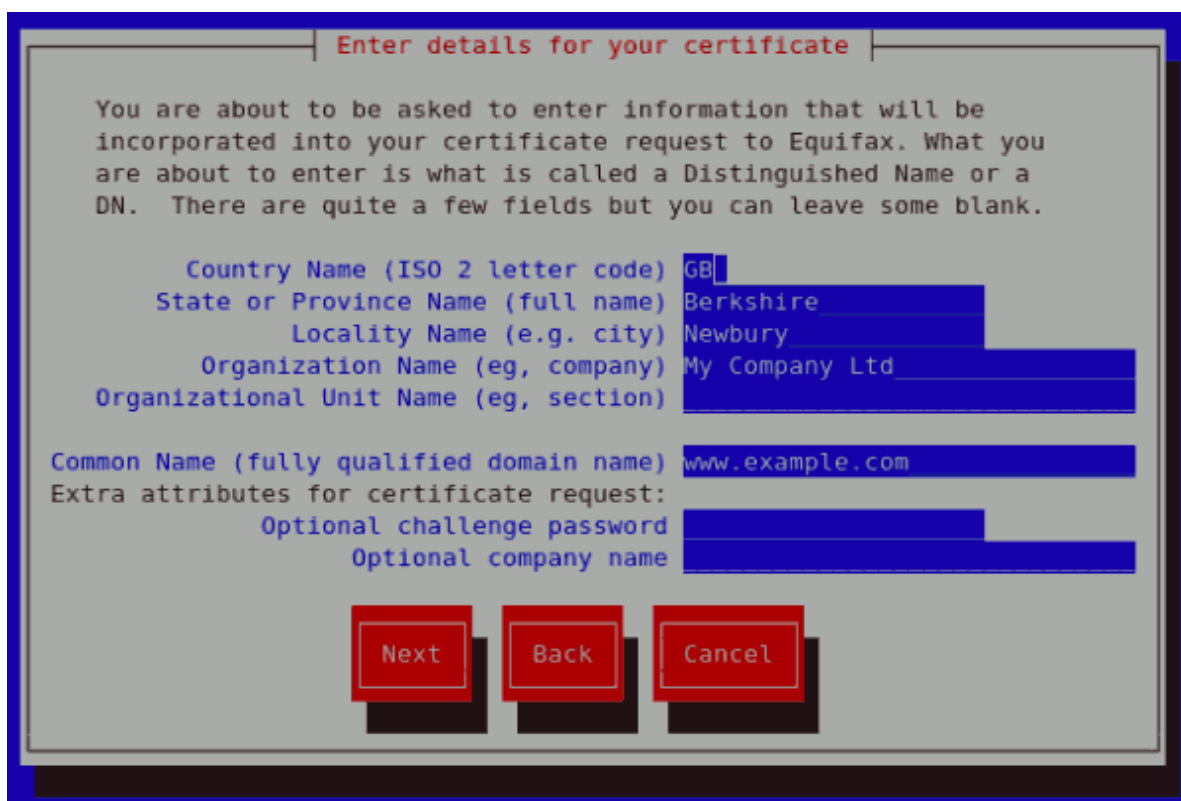 Enter details for your certificate
You are about to be asked to enter information that will be
incorporated into your certificate request to Equifax. What you
are about to enter is what is called a Distinguished Name or a
DN.  There are quite a few fields but you can leave some blank.
Country Name (ISO 2 letter code) GB
State or Province Name (full name) Berkshire
Locality Name (e.g. city) Newbury
Organization Name (eg, company) My Company Ltd
Organizational Unit Name (eg, section)
Common Name (fully qualified domain name) www.example.com
Extra attributes for certificate request:
Optional challenge password
Optional company name
Next Back Cancel